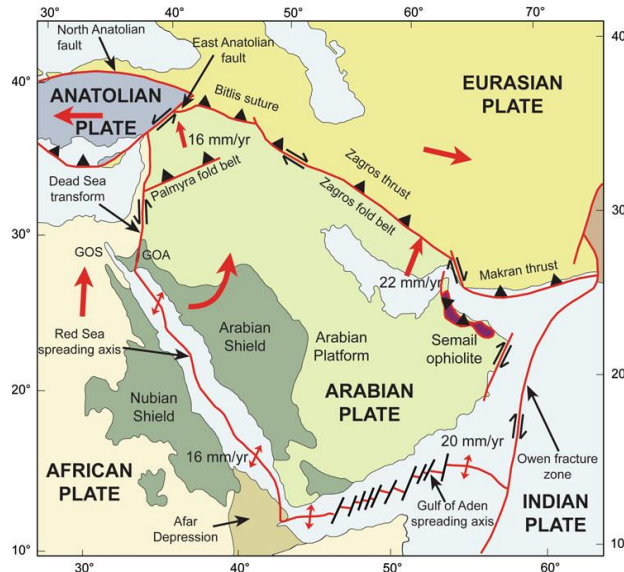 30°
40°
50°
60°
40
North Anatolian
fault
East Anatolian
fault
40°
ANATOLIAN
PLATE
Bitlis suture
16 mm/yr
EURASIAN
PLATE
Dead Sea
transform
Palmyra fold belt
Zagros thrust
Zagros fold belt
30°
30
GOS
GOA
22 mm/yr
Makran thrust
Red Sea
spreading axis
Arabian
Shield
Arabian
Platform
Semail
ophiolite
20°
20
Nubian
Shield
ARABIAN
PLATE
AFRICAN
PLATE
16 mm/yr
20 mm/yr
Owen fracture
zone
Afar
Depression
Gulf of Aden
spreading axis
INDIAN
PLATE
10°
10
30°
40°
50°
60°